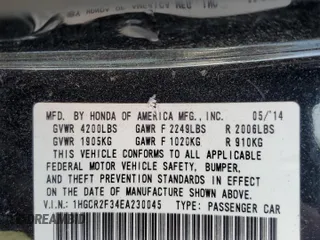 MFD. BY HONDA OF AMERICA MFG., INC. 05/'14
GVWR 4200LBS GAWR F 2249LBS R 2006LBS
GVWR 1905KG GAWR F 1020KG R 910KG
THIS VEHICLE CONFORMS TO ALL APPLICABLE
FEDERAL MOTOR VEHICLE SAFETY, BUMPER,
AND THEFT PREVENTION STANDARDS IN EFFECT
ON THE DATE OF MANUFACTURE SHOWN ABOVE.
V.I.N.: 1HGCR2F34EA230045 TYPE: PASSENGER CAR